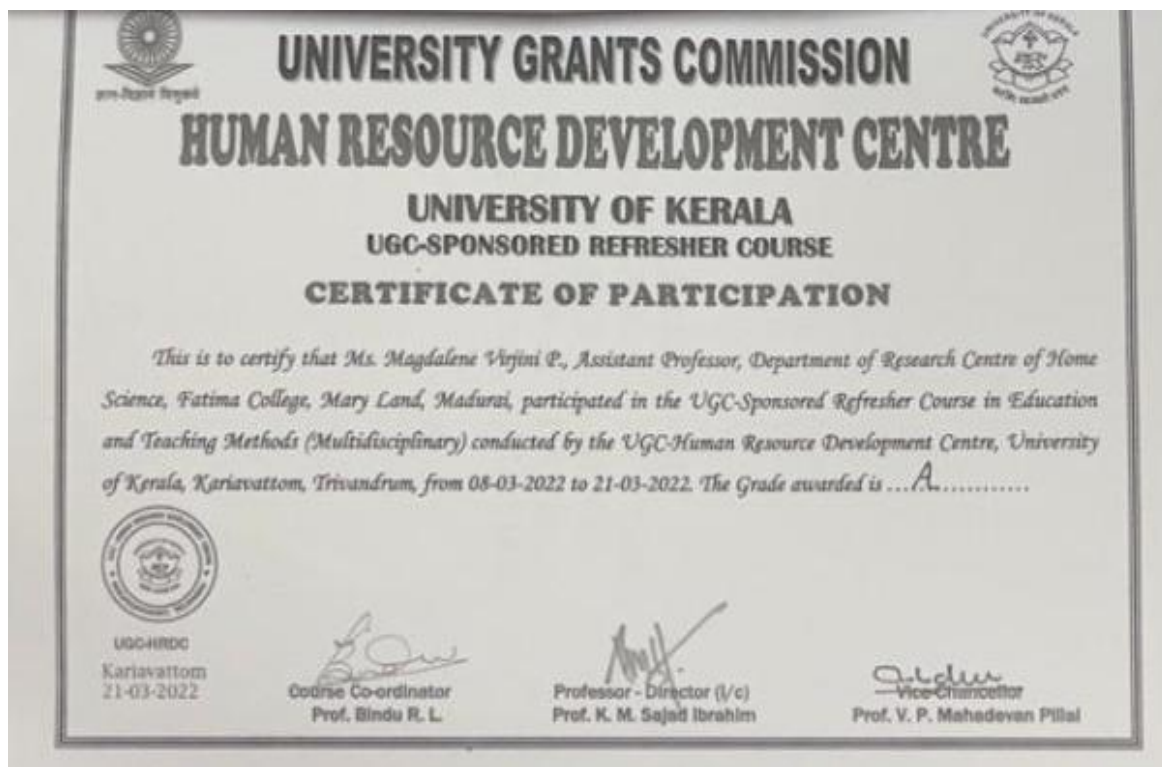 UNIVERSITY GRANTS COMMISSION
ज्ञान-विज्ञान विमुक्तये
UNIVERSITY OF KERALA
HUMAN RESOURCE DEVELOPMENT CENTRE
UNIVERSITY OF KERALA
UGC-SPONSORED REFRESHER COURSE
CERTIFICATE OF PARTICIPATION
This is to certify that Ms. Magdalene Virjini P., Assistant Professor, Department of Research Centre of Home
Science, Fatima College, Mary Land, Madurai, participated in the UGC-Sponsored Refresher Course in Education
and Teaching Methods (Multidisciplinary) conducted by the UGC-Human Resource Development Centre, University
of Kerala, Kariavattom, Trivandrum, from 08-03-2022 to 21-03-2022. The Grade awarded is ...A............
UGC-HRDC
Kariavattom
21-03-2022
Course Co-ordinator
Prof. Bindu R. L.
Professor - Director (i/c)
Prof. K. M. Sajad Ibrahim
Vice-Chancellor
Prof. V. P. Mahadevan Pillai